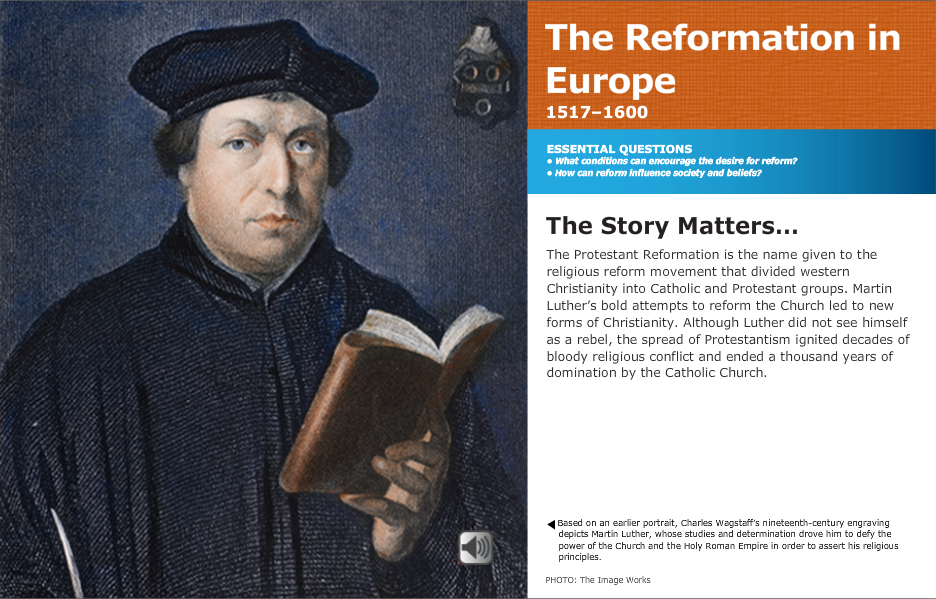 The Reformation in
Europe
1517–1600
ESSENTIAL QUESTIONS
• What conditions can encourage the desire for reform?
• How can reform influence society and beliefs?
The Story Matters…
The Protestant Reformation is the name given to the
religious reform movement that divided western
Christianity into Catholic and Protestant groups. Martin
Luther's bold attempts to reform the Church led to new
forms of Christianity. Although Luther did not see himself
as a rebel, the spread of Protestantism ignited decades of
bloody religious conflict and ended a thousand years of
domination by the Catholic Church.
Based on an earlier portrait, Charles Wagstaff's nineteenth-century engraving
depicts Martin Luther, whose studies and determination drove him to defy the
power of the Church and the Holy Roman Empire in order to assert his religious
principles.
PHOTO: The Image Works